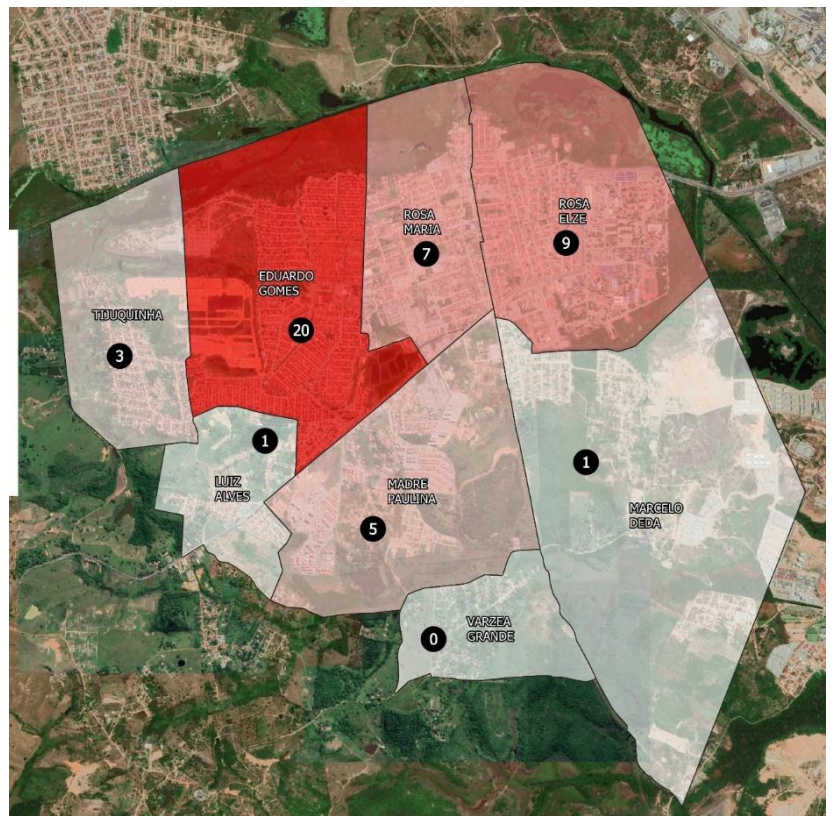 ROSA
MARIA
7
ROSA
ELZE
9
EDUARDO
GOMES
20
TIJUQUINHA
3
1
LUIZ
ALVES
MADRE
PAULINA
5
1
MARCELO
DEDA
VARZEA
GRANDE
0